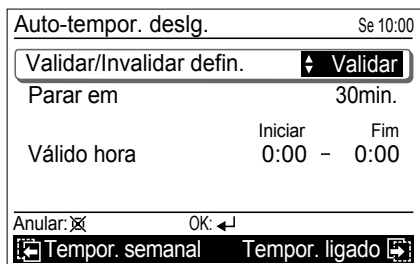 Auto-tempor. deslg. Se 10:00
Validar/Invalidar defin. Validar
Parar em 30min.
Iniciar Fim
Válido hora 0:00 - 0:00
Anular: OK:
Tempor. semanal Tempor. ligado